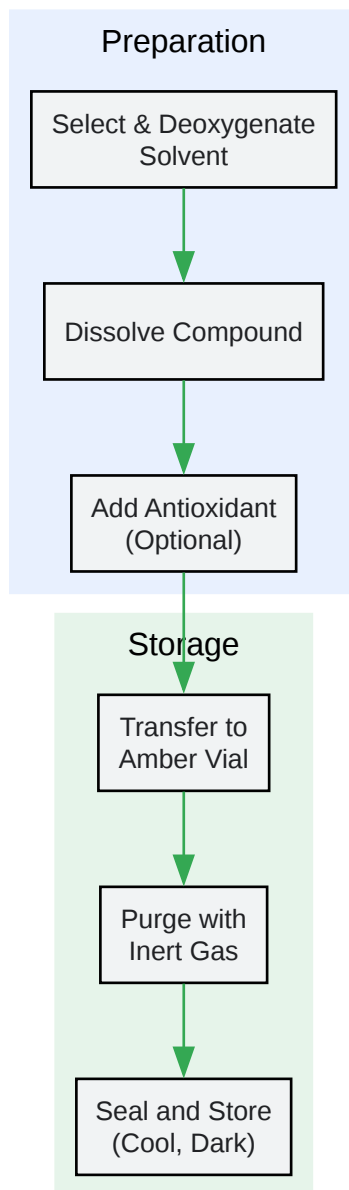 Preparation
Select & Deoxygenate
Solvent
Dissolve Compound
Add Antioxidant
(Optional)
Storage
Transfer to
Amber Vial
Purge with
Inert Gas
Seal and Store
(Cool, Dark)